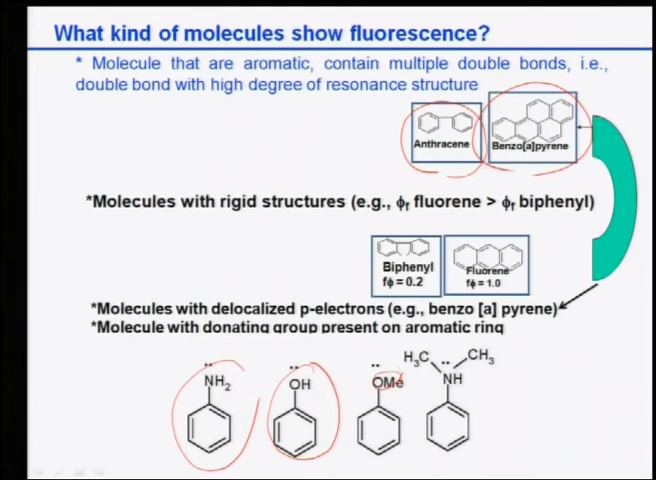 What kind of molecules show fluorescence?
* Molecule that are aromatic, contain multiple double bonds, i.e.,
double bond with high degree of resonance structure
Anthracene
Benzo[a]pyrene
*Molecules with rigid structures (e.g., ϕf fluorene > ϕf biphenyl)
Biphenyl
fϕ = 0.2
Fluorene
fϕ = 1.0
*Molecules with delocalized p-electrons (e.g., benzo [a] pyrene)
*Molecule with donating group present on aromatic ring
NH2
OH
OMe
H3C
CH3
NH